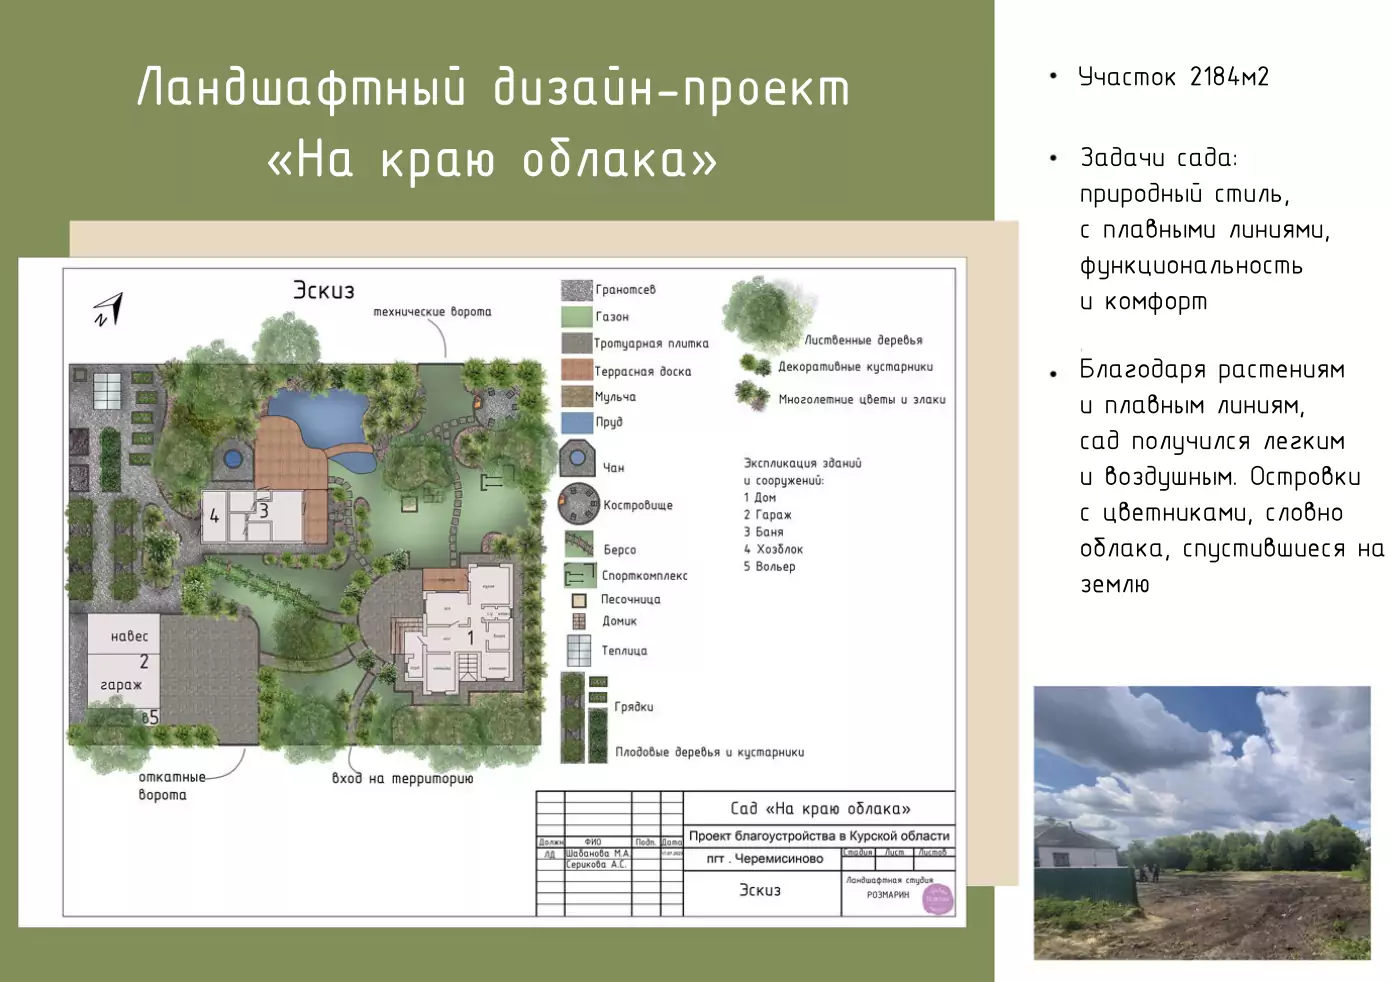 Ландшафтный дизайн-проект
«На краю облака»
• Участок 2184м2
• Задачи сада:
природный стиль,
с плавными линиями,
функциональность
и комфорт
• Благодаря растениям
и плавным линиям,
сад получился легким
и воздушным. Островки
с цветниками, словно
облака, спустившиеся на
землю
Эскиз
N
технические ворота
4
3
1
навес
2
гараж
5
откатные
ворота
вход на территорию
Гранотсев
Газон
Тротуарная плитка
Террасная доска
Мульча
Пруд
Чан
Костровище
Берсо
Спорткомплекс
Песочница
Домик
Теплица
Грядки
Плодовые деревья и кустарники
Лиственные деревья
Декоративные кустарники
Многолетние цветы и злаки
Экспликация зданий
и сооружений:
1 Дом
2 Гараж
3 Баня
4 Хозблок
5 Вольер
Сад «На краю облака»
Проект благоустройства в Курской области
Должн ФИО Подп. Дата
ЛД Шабанова М.А.
Серикова А.С.
пгт . Черемисиново
Стадия Лист Листов
Эскиз
Ландшафтная студия
РОЗМАРИН